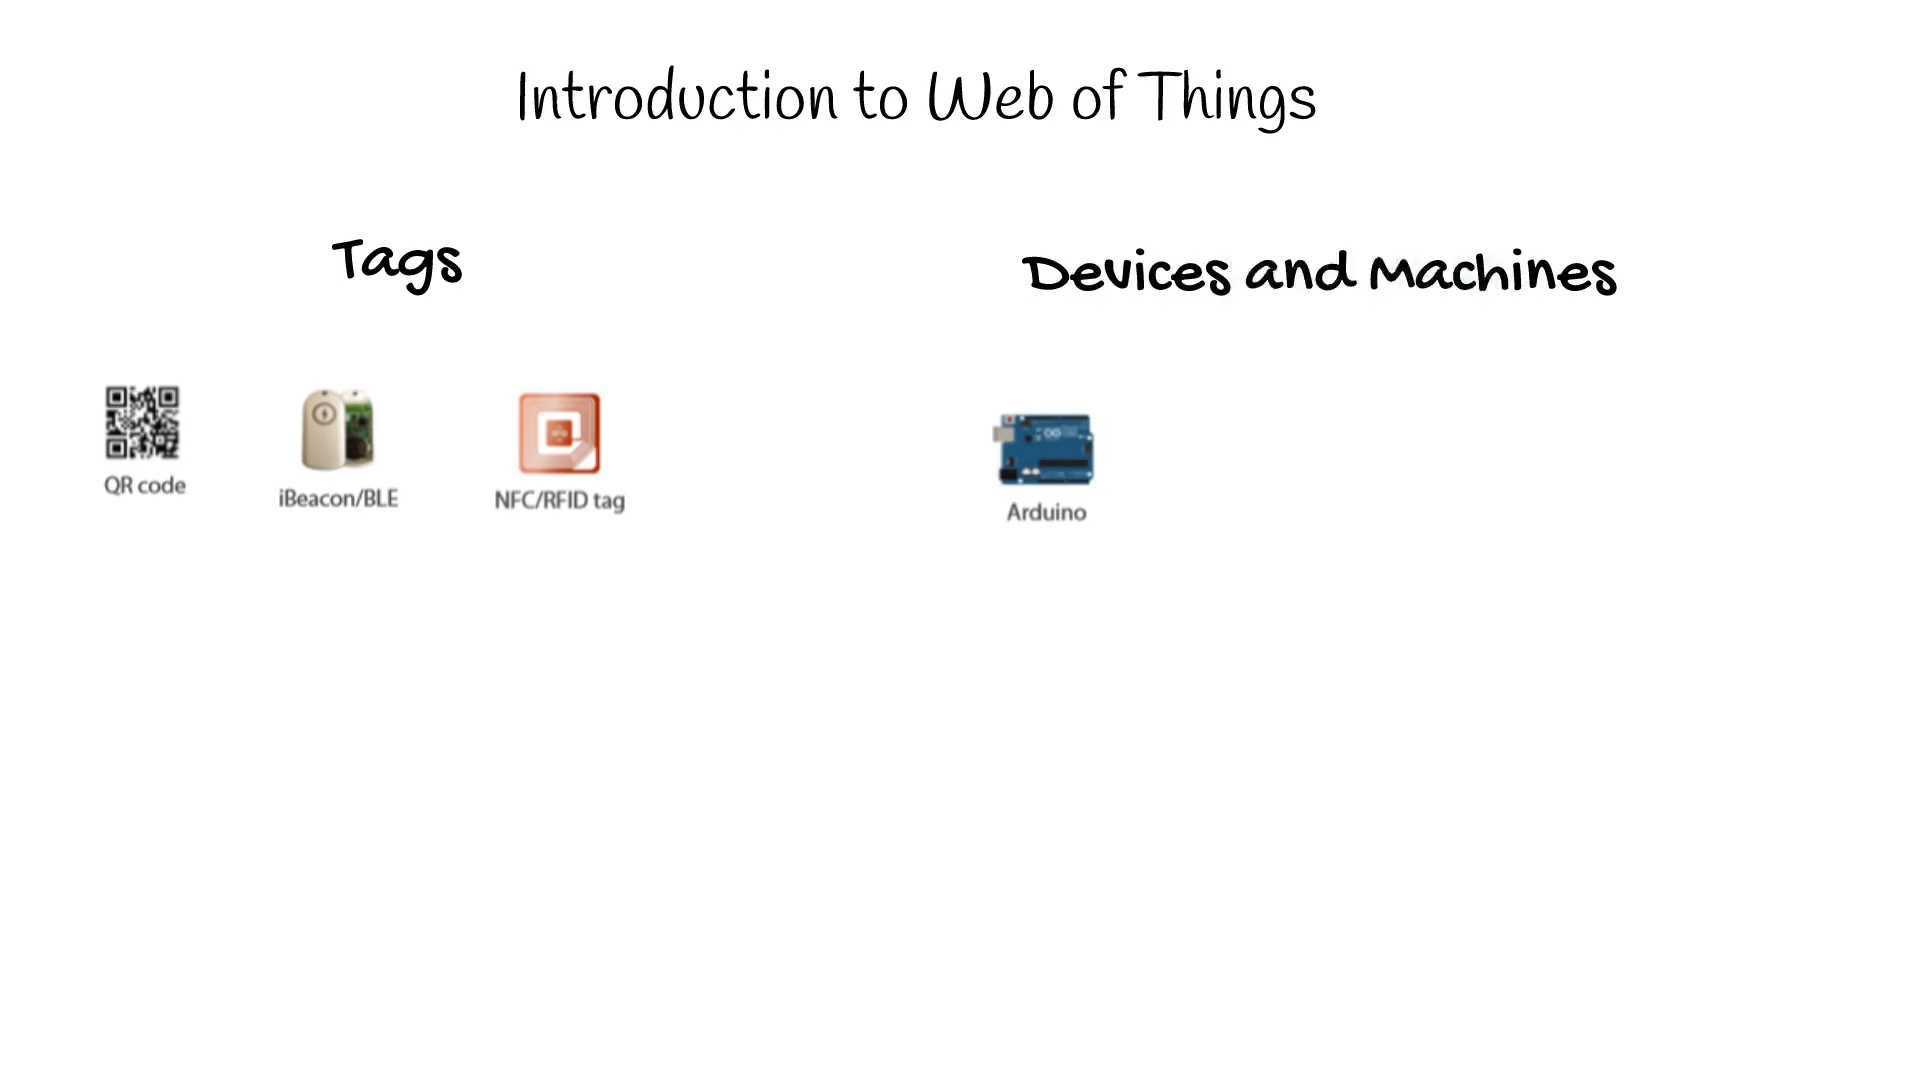 Introduction to Web of Things
Tags
Devices and Machines
QR code
iBeacon/BLE
NFC/RFID tag
Arduino